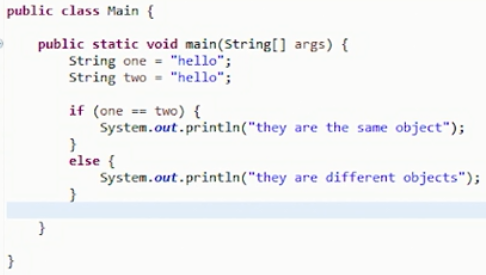 public class Main {
public static void main(String[] args) {
String one = "hello";
String two = "hello";
if (one == two) {
System.out.println("they are the same object");
}
else {
System.out.println("they are different objects");
}
}
}